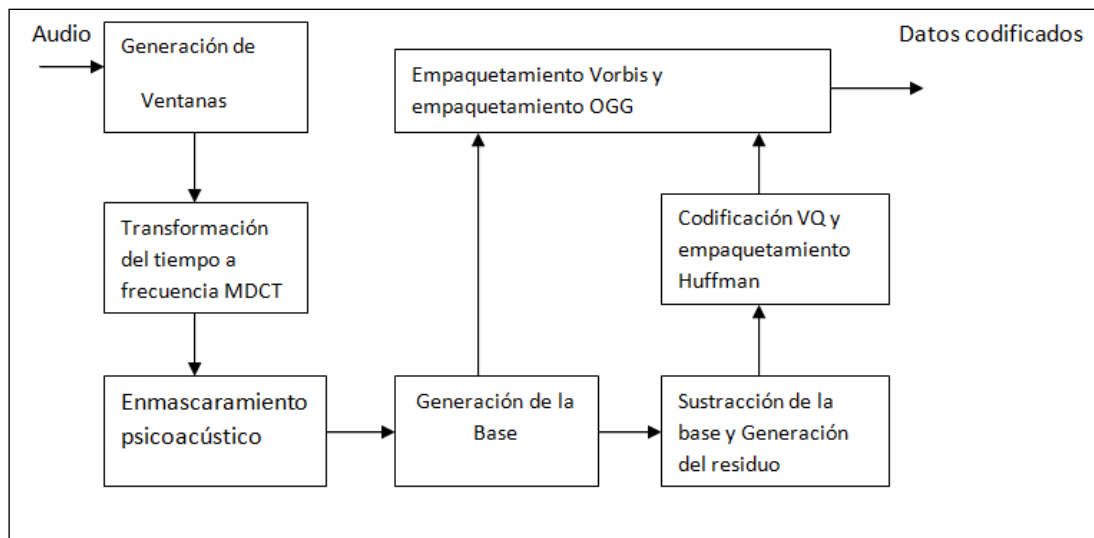 Audio
Generación de
Ventanas
Transformación
del tiempo a
frecuencia MDCT
Enmascaramiento
psicoacústico
Generación de la
Base
Sustracción de la
base y Generación
del residuo
Codificación VQ y
empaquetamiento
Huffman
Empaquetamiento Vorbis y
empaquetamiento OGG
Datos codificados